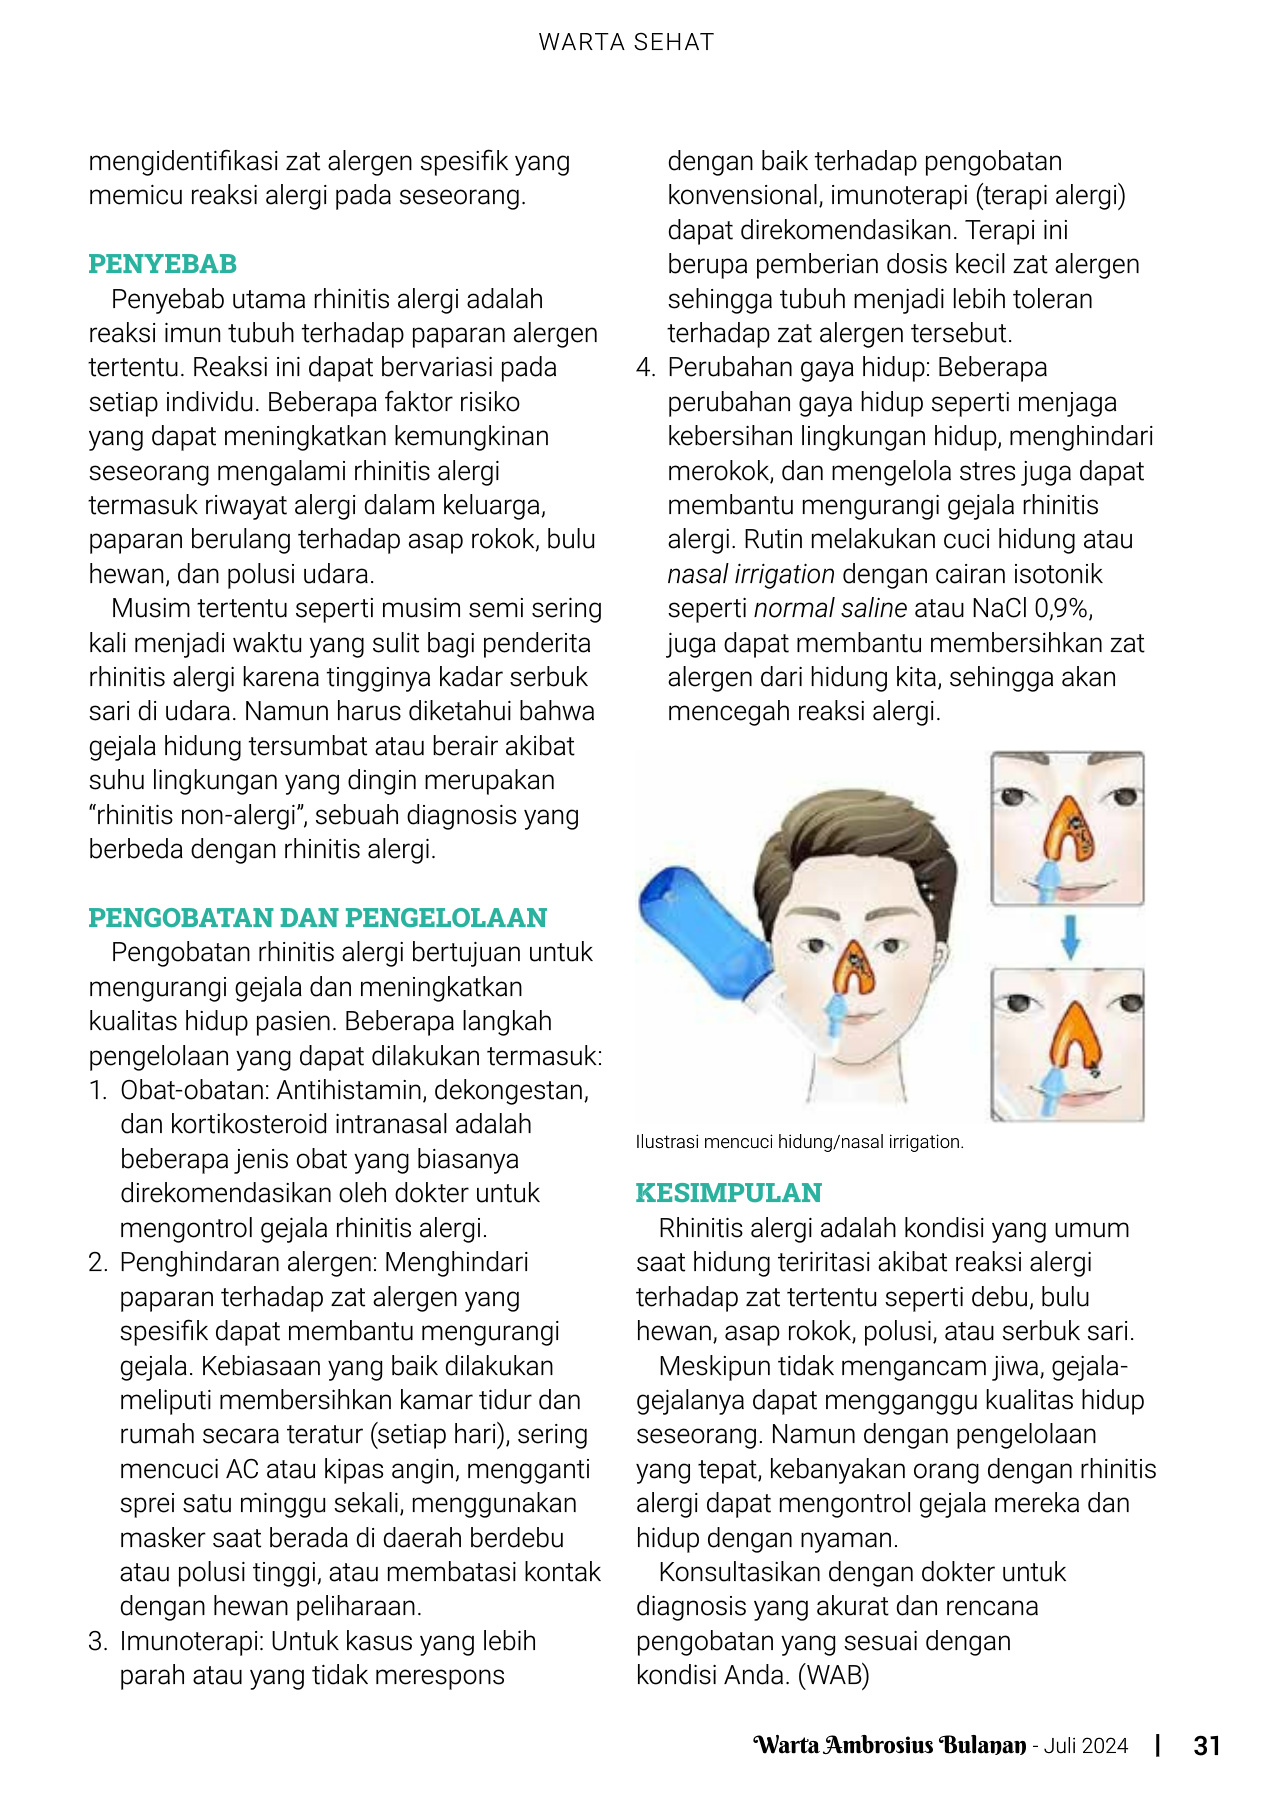 WARTA SEHAT
mengidentifikasi zat alergen spesifik yang
memicu reaksi alergi pada seseorang.
PENYEBAB
Penyebab utama rhinitis alergi adalah
reaksi imun tubuh terhadap paparan alergen
tertentu. Reaksi ini dapat bervariasi pada
setiap individu. Beberapa faktor risiko
yang dapat meningkatkan kemungkinan
seseorang mengalami rhinitis alergi
termasuk riwayat alergi dalam keluarga,
paparan berulang terhadap asap rokok, bulu
hewan, dan polusi udara.
Musim tertentu seperti musim semi sering
kali menjadi waktu yang sulit bagi penderita
rhinitis alergi karena tingginya kadar serbuk
sari di udara. Namun harus diketahui bahwa
gejala hidung tersumbat atau berair akibat
suhu lingkungan yang dingin merupakan
“rhinitis non-alergi”, sebuah diagnosis yang
berbeda dengan rhinitis alergi.
PENGOBATAN DAN PENGELOLAAN
Pengobatan rhinitis alergi bertujuan untuk
mengurangi gejala dan meningkatkan
kualitas hidup pasien. Beberapa langkah
pengelolaan yang dapat dilakukan termasuk:
1. Obat-obatan: Antihistamin, dekongestan,
dan kortikosteroid intranasal adalah
beberapa jenis obat yang biasanya
direkomendasikan oleh dokter untuk
mengontrol gejala rhinitis alergi.
2. Penghindaran alergen: Menghindari
paparan terhadap zat alergen yang
spesifik dapat membantu mengurangi
gejala. Kebiasaan yang baik dilakukan
meliputi membersihkan kamar tidur dan
rumah secara teratur (setiap hari), sering
mencuci AC atau kipas angin, mengganti
sprei satu minggu sekali, menggunakan
masker saat berada di daerah berdebu
atau polusi tinggi, atau membatasi kontak
dengan hewan peliharaan.
3. Imunoterapi: Untuk kasus yang lebih
parah atau yang tidak merespons
dengan baik terhadap pengobatan
konvensional, imunoterapi (terapi alergi)
dapat direkomendasikan. Terapi ini
berupa pemberian dosis kecil zat alergen
sehingga tubuh menjadi lebih toleran
terhadap zat alergen tersebut.
4. Perubahan gaya hidup: Beberapa
perubahan gaya hidup seperti menjaga
kebersihan lingkungan hidup, menghindari
merokok, dan mengelola stres juga dapat
membantu mengurangi gejala rhinitis
alergi. Rutin melakukan cuci hidung atau
nasal irrigation dengan cairan isotonik
seperti normal saline atau NaCl 0,9%,
juga dapat membantu membersihkan zat
alergen dari hidung kita, sehingga akan
mencegah reaksi alergi.
Ilustrasi mencuci hidung/nasal irrigation.
KESIMPULAN
Rhinitis alergi adalah kondisi yang umum
saat hidung teriritasi akibat reaksi alergi
terhadap zat tertentu seperti debu, bulu
hewan, asap rokok, polusi, atau serbuk sari.
Meskipun tidak mengancam jiwa, gejala-
gejalanya dapat mengganggu kualitas hidup
seseorang. Namun dengan pengelolaan
yang tepat, kebanyakan orang dengan rhinitis
alergi dapat mengontrol gejala mereka dan
hidup dengan nyaman.
Konsultasikan dengan dokter untuk
diagnosis yang akurat dan rencana
pengobatan yang sesuai dengan
kondisi Anda. (WAB)
Warta Ambrosius Bulanan - Juli 2024 | 31